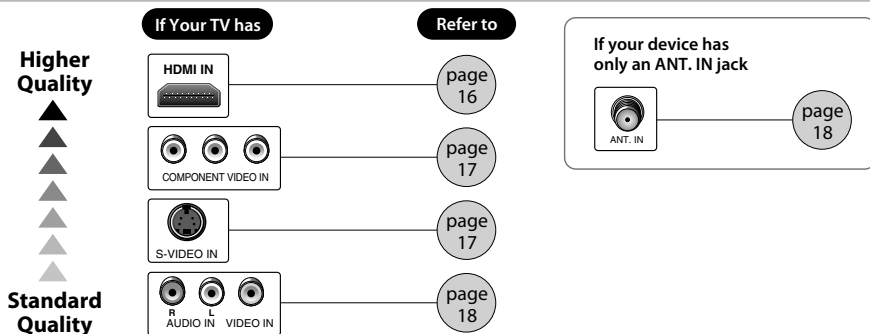 If Your TV has
Refer to
Higher
Quality
HDMI IN
page
16
COMPONENT VIDEO IN
page
17
S-VIDEO IN
page
17
Standard
Quality
R L
AUDIO IN VIDEO IN
page
18
If your device has
only an ANT. IN jack
ANT. IN
page
18